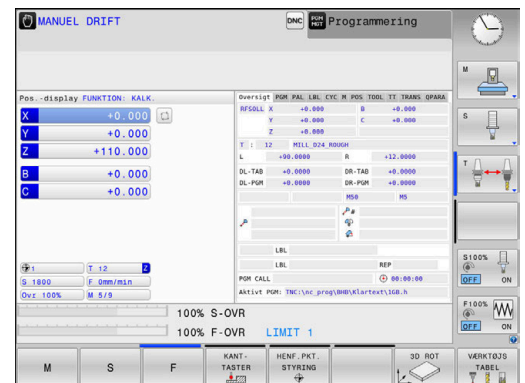 MANUEL DRIFT
DNC PGM MGT Programmering
Pos.-display FUNKTION: KALK.
X +0.000
Y +0.000
Z +110.000
B +0.000
C +0.000
1 T 12 Z
S 1800 F 0mm/min
Ovr 100% M 5/9
Oversigt PGM PAL LBL CYC M POS TOOL TT TRANS QPARA
RFSOLL X +0.000 B +0.000
Y +0.000 C +0.000
Z +0.000
T : 12 MILL_D24_ROUGH
L +90.0000 R +12.0000
DL-TAB +0.0000 DR-TAB +0.0000
DL-PGM +0.0000 DR-PGM +0.0000
M50 M5
LBL
LBL REP
PGM CALL 00:00:00
Aktivt PGM: TNC:\nc_prog\BHB\Klartext\1GB.h
100% S-OVR
100% F-OVR LIMIT 1
M
S
T
S100%
OFF ON
F100%
OFF ON
M
S
F
KANT-
TASTER
HENF.PKT.
STYRING
3D ROT
VÆRKTØJS
TABEL